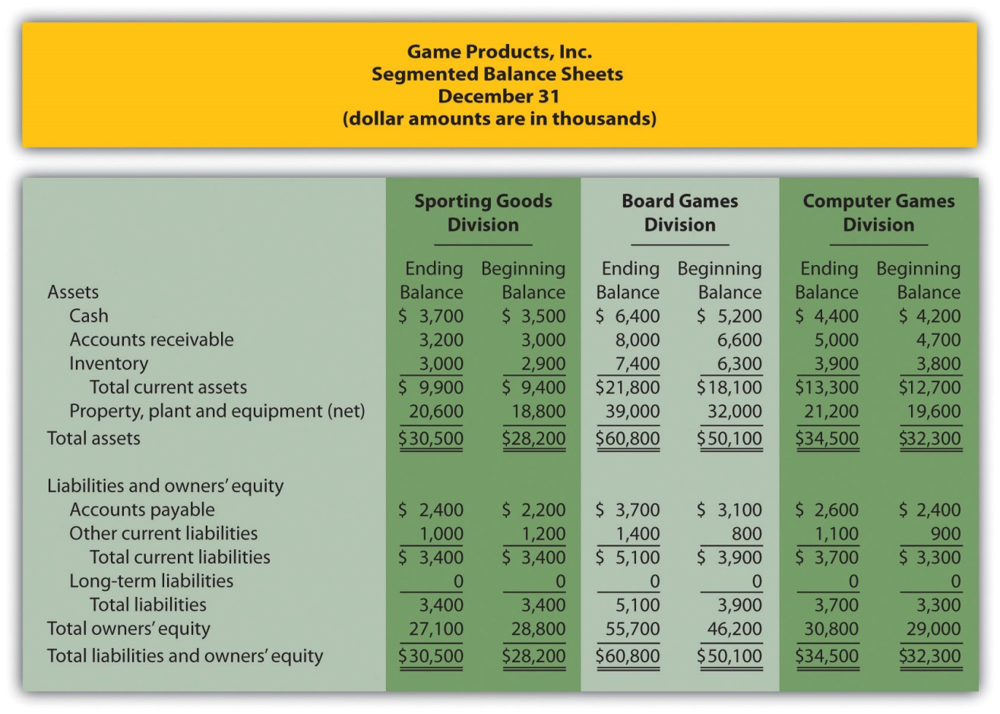 Game Products, Inc.
Segmented Balance Sheets
December 31
(dollar amounts are in thousands)
Sporting Goods Board Games Computer Games
Division Division Division
Ending Beginning Ending Beginning Ending Beginning
Assets Balance Balance Balance Balance Balance Balance
Cash $ 3,700 $ 3,500 $ 6,400 $ 5,200 $ 4,400 $ 4,200
Accounts receivable 3,200 3,000 8,000 6,600 5,000 4,700
Inventory 3,000 2,900 7,400 6,300 3,900 3,800
Total current assets $ 9,900 $ 9,400 $21,800 $18,100 $13,300 $12,700
Property, plant and equipment (net) 20,600 18,800 39,000 32,000 21,200 19,600
Total assets $30,500 $28,200 $60,800 $50,100 $34,500 $32,300
Liabilities and owners’ equity
Accounts payable $ 2,400 $ 2,200 $ 3,700 $ 3,100 $ 2,600 $ 2,400
Other current liabilities 1,000 1,200 1,400 800 1,100 900
Total current liabilities $ 3,400 $ 3,400 $ 5,100 $ 3,900 $ 3,700 $ 3,300
Long-term liabilities 0 0 0 0 0 0
Total liabilities 3,400 3,400 5,100 3,900 3,700 3,300
Total owners’ equity 27,100 28,800 55,700 46,200 30,800 29,000
Total liabilities and owners’ equity $30,500 $28,200 $60,800 $50,100 $34,500 $32,300